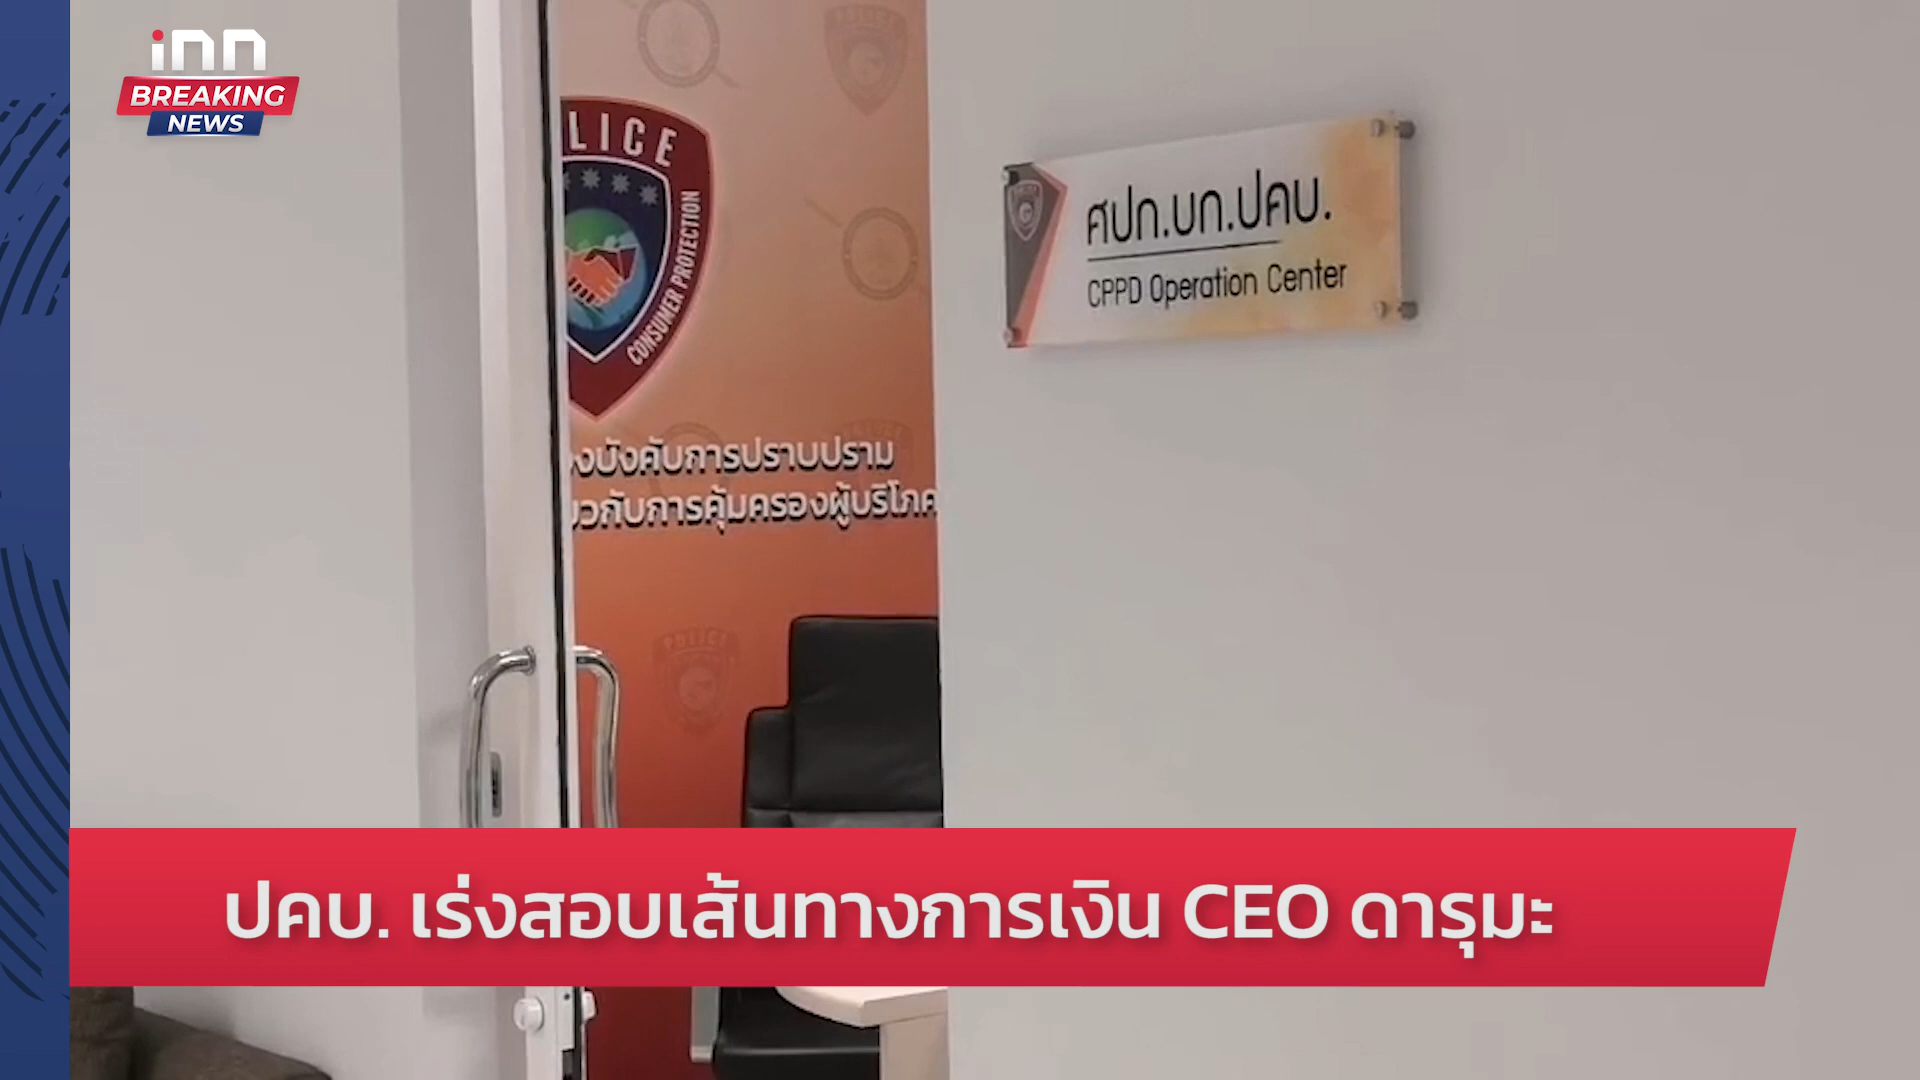 inn
BREAKING
NEWS
POLICE
LICE
CONSUMER PROTECTION
ศปก.บก.ปคบ.
CPPD Operation Center
งบังคับการปราบปราม
วกับการคุ้มครองผู้บริโภค
POLICE
ปคบ. เร่งสอบเส้นทางการเงิน CEO ดารุมะ